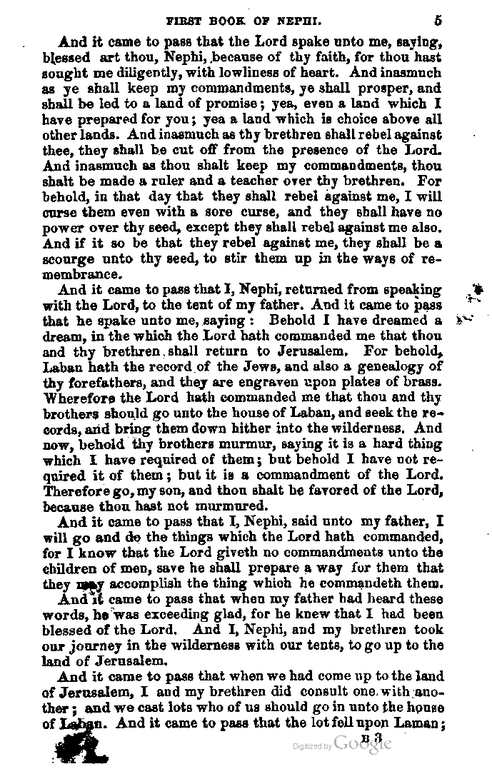 FIRST BOOK OF NEPHI. 5
And it came to pass that the Lord spake unto me, saying,
blessed art thou, Nephi, because of thy faith, for thou hast
sought me diligently, with lowliness of heart. And inasmuch
as ye shall keep my commandments, ye shall prosper, and
shall be led to a land of promise; yea, even a land which I
have prepared for you; yea a land which is choice above all
other lands. And inasmuch as thy brethren shall rebel against
thee, they shall be cut off from the presence of the Lord.
And inasmuch as thou shalt keep my commandments, thou
shalt be made a ruler and a teacher over thy brethren. For
behold, in that day that they shall rebel against me, I will
curse them even with a sore curse, and they shall have no
power over thy seed, except they shall rebel against me also.
And if it so be that they rebel against me, they shall be a
scourge unto thy seed, to stir them up in the ways of re-
membrance.
And it came to pass that I, Nephi, returned from speaking
with the Lord, to the tent of my father. And it came to pass
that he spake unto me, saying: Behold I have dreamed a
dream, in the which the Lord hath commanded me that thou
and thy brethren shall return to Jerusalem. For behold,
Laban hath the record of the Jews, and also a genealogy of
thy forefathers, and they are engraven upon plates of brass.
Wherefore the Lord hath commanded me that thou and thy
brothers should go unto the house of Laban, and seek the re-
cords, and bring them down hither into the wilderness. And
now, behold thy brothers murmur, saying it is a hard thing
which I have required of them; but behold I have not re-
quired it of them; but it is a commandment of the Lord.
Therefore go, my son, and thou shalt be favored of the Lord,
because thou hast not murmured.
And it came to pass that I, Nephi, said unto my father, I
will go and do the things which the Lord hath commanded,
for I know that the Lord giveth no commandments unto the
children of men, save he shall prepare a way for them that
they may accomplish the thing which he commandeth them.
And it came to pass that when my father had heard these
words, he was exceeding glad, for he knew that I had been
blessed of the Lord. And I, Nephi, and my brethren took
our journey in the wilderness with our tents, to go up to the
land of Jerusalem.
And it came to pass that when we had come up to the land
of Jerusalem, I and my brethren did consult one with ano-
ther; and we cast lots who of us should go in unto the house
of Laban. And it came to pass that the lot fell upon Laman;
B 3
Digitized by Google